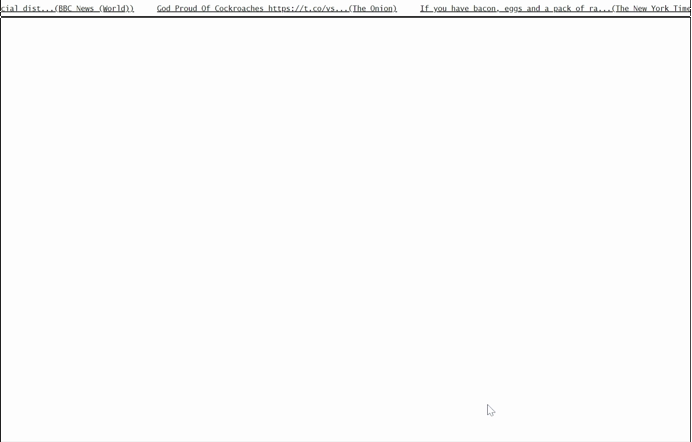 cial dist...(BBC News (World)) God Proud Of Cockroaches https://t.co/vs...(The Onion) If you have bacon, eggs and a pack of ra...(The New York Time